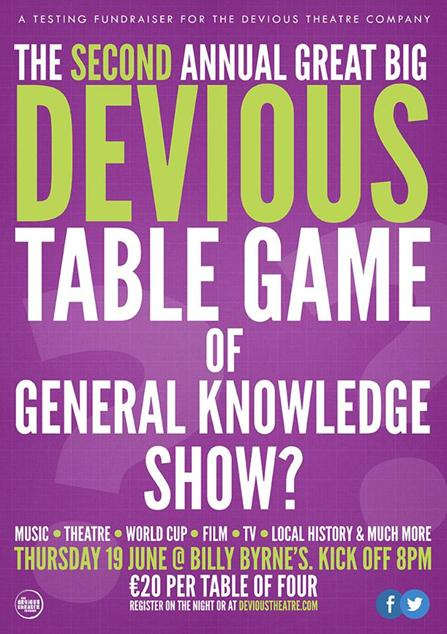 A TESTING FUNDRAISER FOR THE DEVIOUS THEATRE COMPANY
THE SECOND ANNUAL GREAT BIG
DEVIOUS
TABLE GAME
OF
GENERAL KNOWLEDGE
SHOW?
MUSIC • THEATRE • WORLD CUP • FILM • TV • LOCAL HISTORY & MUCH MORE
THURSDAY 19 JUNE @ BILLY BYRNE'S. KICK OFF 8PM
€20 PER TABLE OF FOUR
REGISTER ON THE NIGHT OR AT DEVIOUSTHEATRE.COM
DEVIOUS
THEATRE